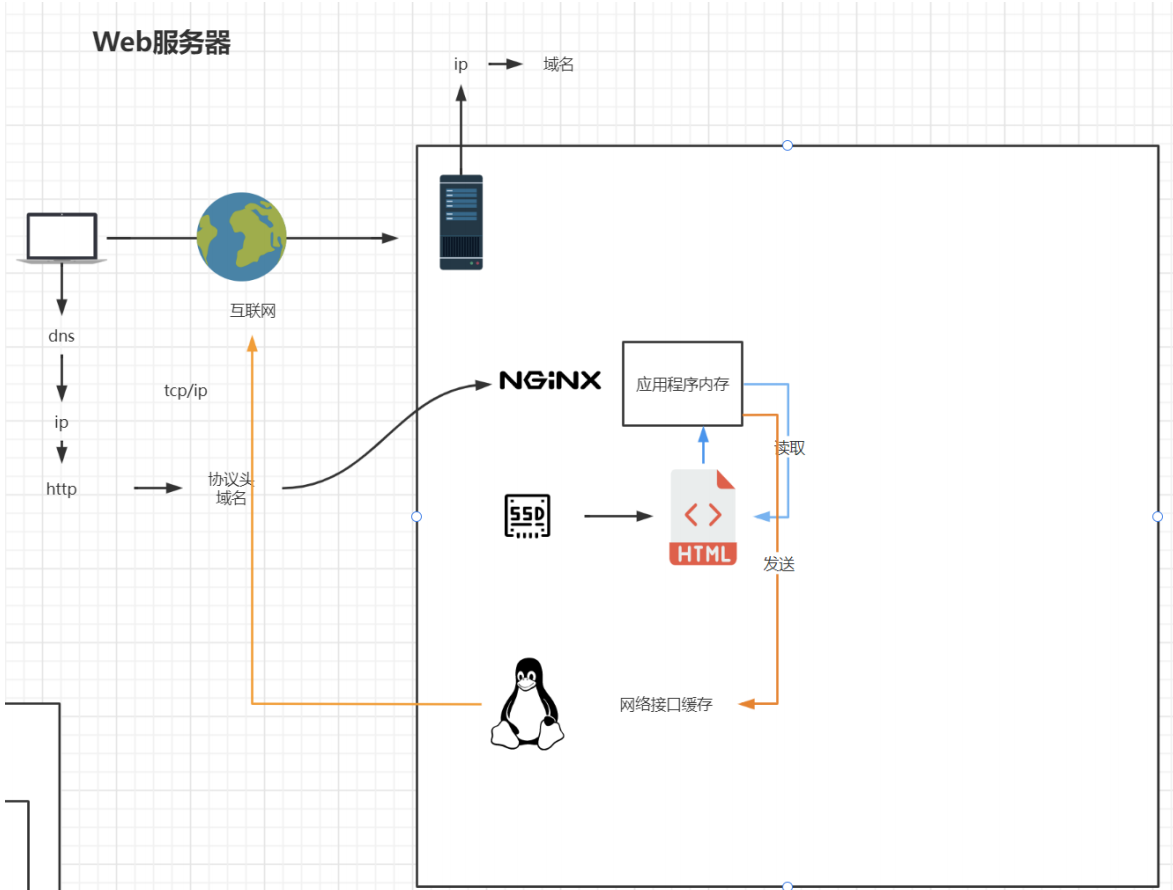 Web服务器
ip
域名
互联网
dns
tcp/ip
NGiNX
应用程序内存
ip
读取
http
协议头
域名
SSD
HTML
发送
网络接口缓存